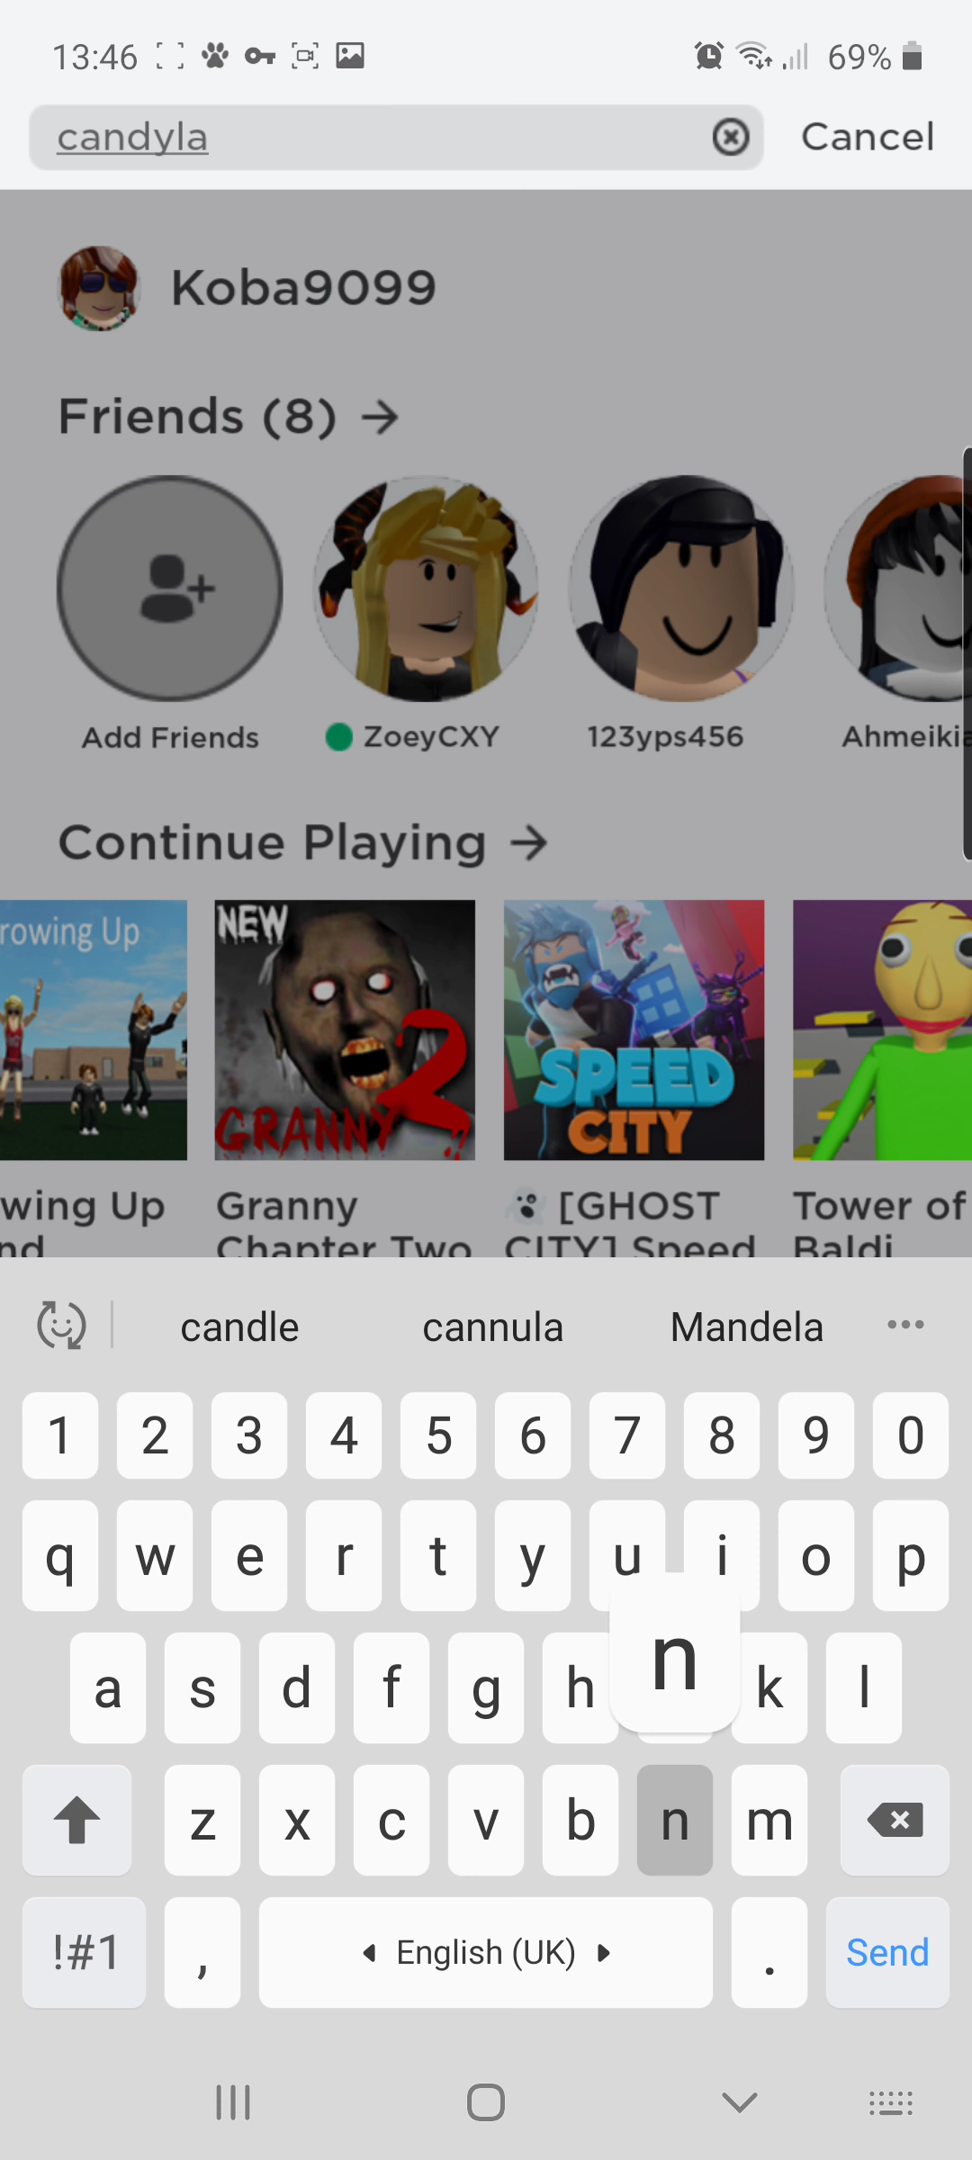 13:46 69%
candyla Cancel
Koba9099
Friends (8) →
Add Friends ZoeyCXY 123yps456 Ahmeikia
Continue Playing →
rowing Up NEW
GRANNY 2 SPEED
CITY
wing Up Granny [GHOST Tower of
nd Chapter Two CITY] Speed Baldi
candle cannula Mandela
1 2 3 4 5 6 7 8 9 0
q w e r t y u i o p
a s d f g h n k l
z x c v b n m
!#1 , English (UK) . Send